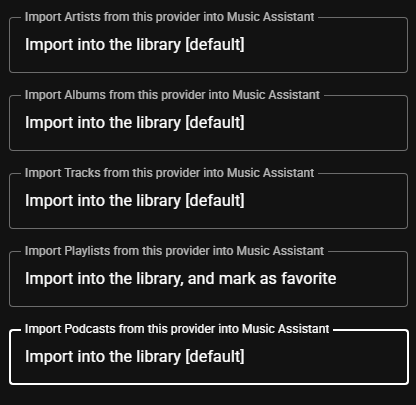 Import Artists from this provider into Music Assistant
Import into the library [default]
Import Albums from this provider into Music Assistant
Import into the library [default]
Import Tracks from this provider into Music Assistant
Import into the library [default]
Import Playlists from this provider into Music Assistant
Import into the library, and mark as favorite
Import Podcasts from this provider into Music Assistant
Import into the library [default]